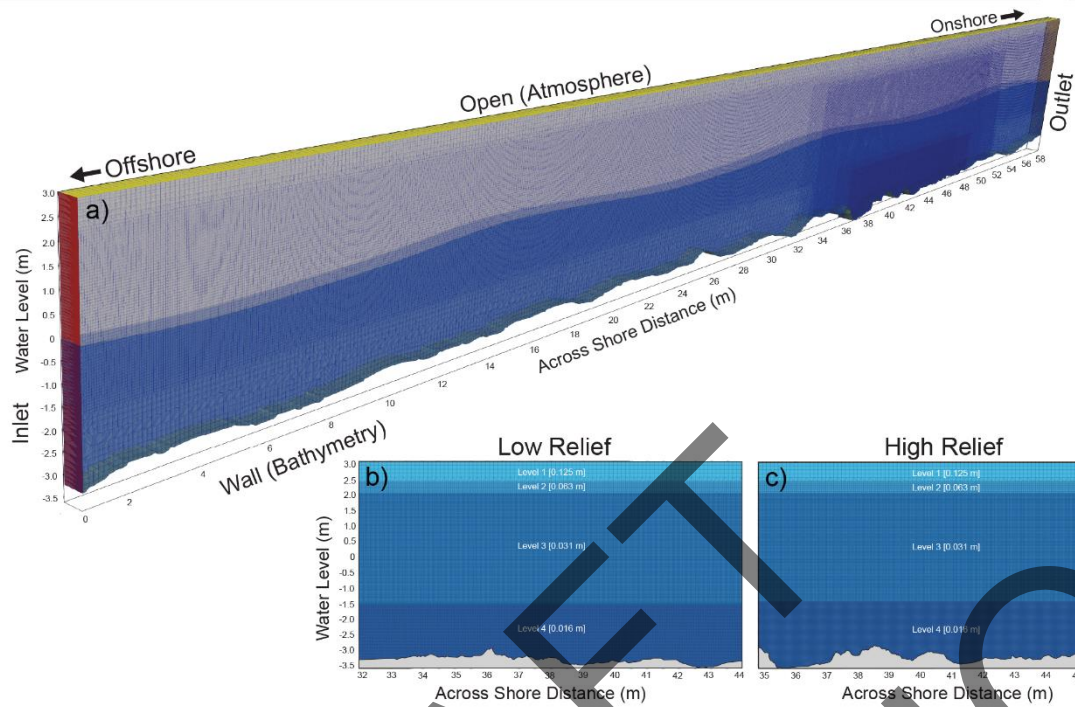 Onshore
Open (Atmosphere)
Offshore
a)
Outlet
Inlet
Water Level (m)
3.0
2.5
2.0
1.5
1.0
0.5
0
-0.5
-1.0
-1.5
-2.0
-2.5
-3.0
-3.5
0 2 4 6 8 10 12 14 16 18 20 22 24 26 28 30 32 34 36 38 40 42 44 46 48 50 52 54 56 58
Across Shore Distance (m)
Wall (Bathymetry)
Low Relief
b)
Level 1 [0.125 m]
Level 2 [0.063 m]
Level 3 [0.031 m]
Level 4 [0.016 m]
Water Level (m)
3.0
2.5
2.0
1.5
1.0
0.5
0
-0.5
-1.0
-1.5
-2.0
-2.5
-3.0
-3.5
32 33 34 35 36 37 38 39 40 41 42 43 44
Across Shore Distance (m)
High Relief
c)
Level 1 [0.125 m]
Level 2 [0.063 m]
Level 3 [0.031 m]
Level 4 [0.016 m]
35 36 37 38 39 40 41 42 43 44
Across Shore Distance (m)